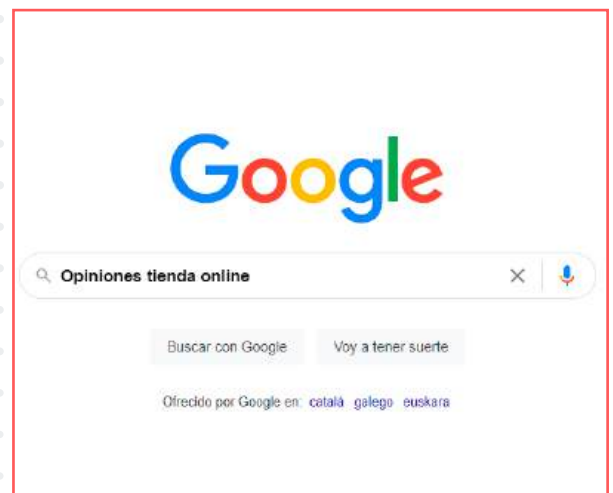 Google
Opiniones tienda online
Buscar con Google Voy a tener suerte
Ofrecido por Google en: català galego euskara